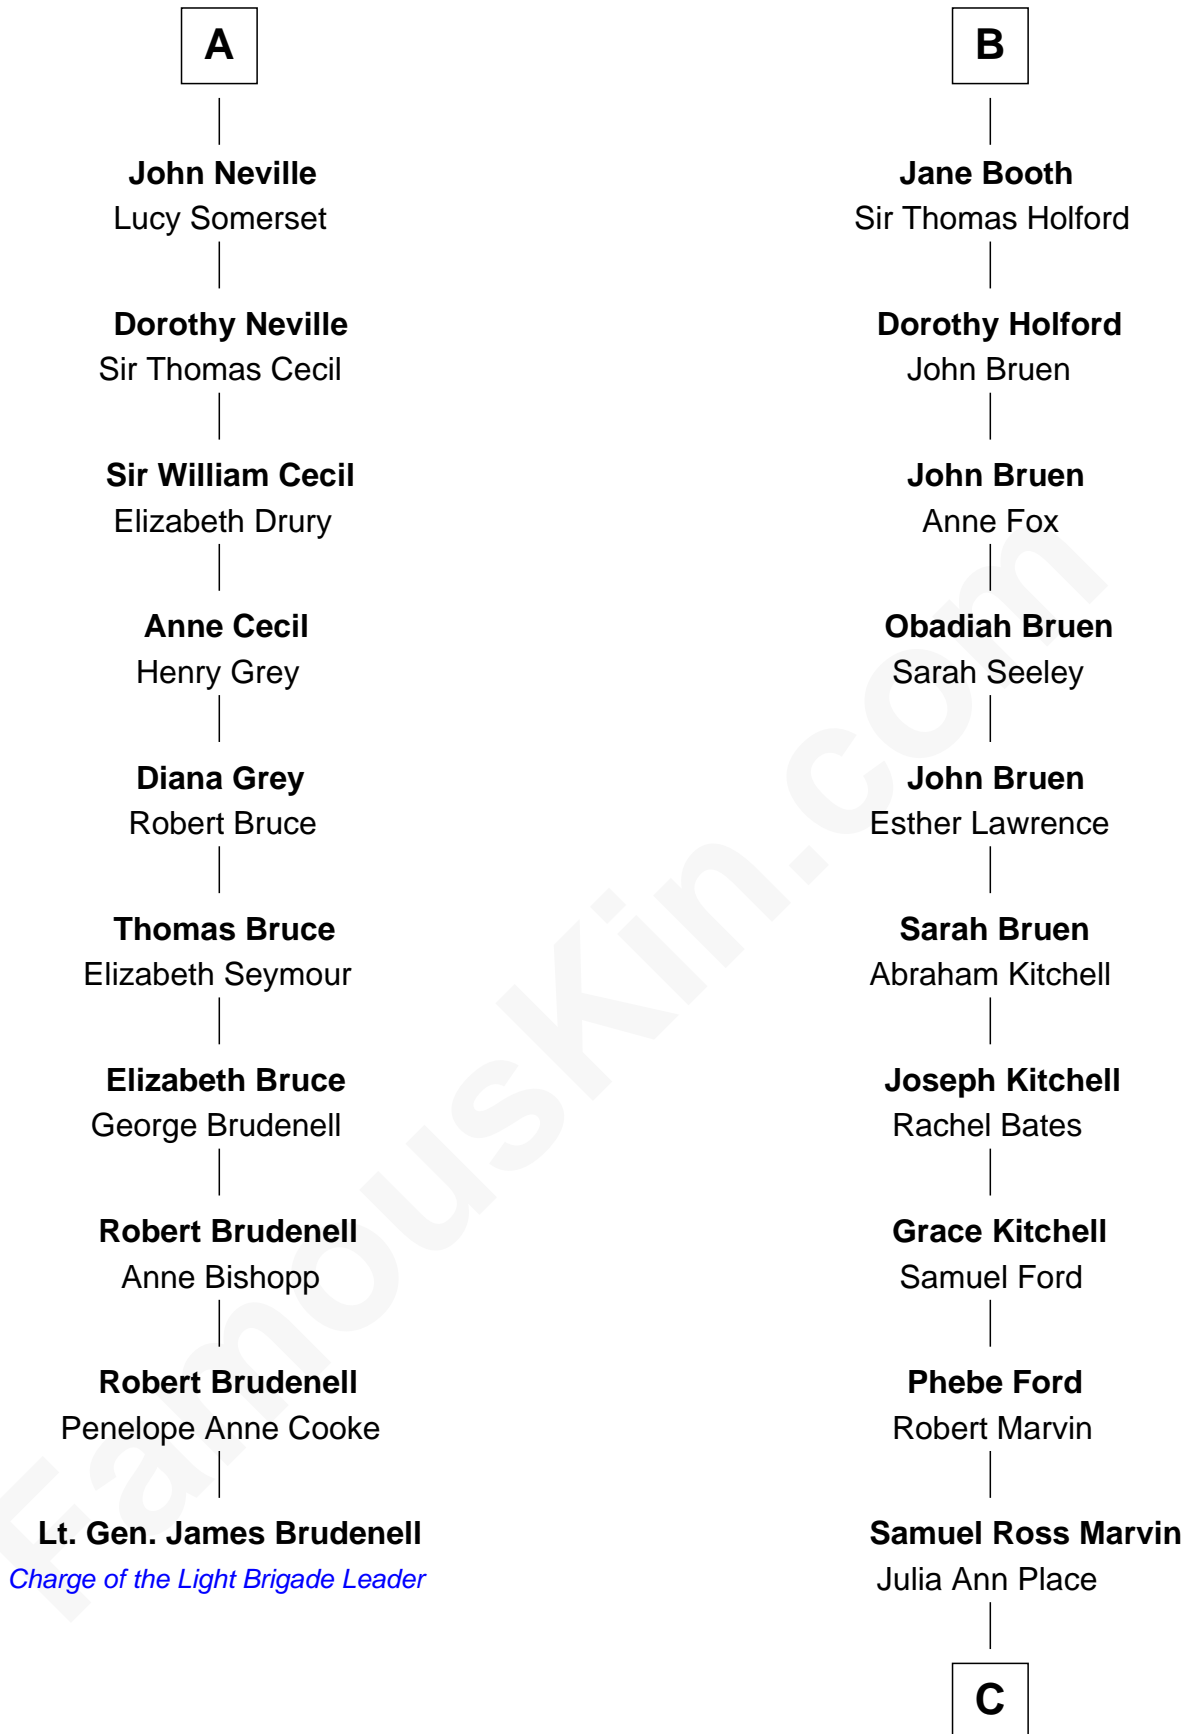 A
John Neville
Lucy Somerset
Dorothy Neville
Sir Thomas Cecil
Sir William Cecil
Elizabeth Drury
Anne Cecil
Henry Grey
Diana Grey
Robert Bruce
Thomas Bruce
Elizabeth Seymour
Elizabeth Bruce
George Brudenell
Robert Brudenell
Anne Bishopp
Robert Brudenell
Penelope Anne Cooke
Lt. Gen. James Brudenell
Charge of the Light Brigade Leader
B
Jane Booth
Sir Thomas Holford
Dorothy Holford
John Bruen
John Bruen
Anne Fox
Obadiah Bruen
Sarah Seeley
John Bruen
Esther Lawrence
Sarah Bruen
Abraham Kitchell
Joseph Kitchell
Rachel Bates
Grace Kitchell
Samuel Ford
Phebe Ford
Robert Marvin
Samuel Ross Marvin
Julia Ann Place
C
FamousKin.com